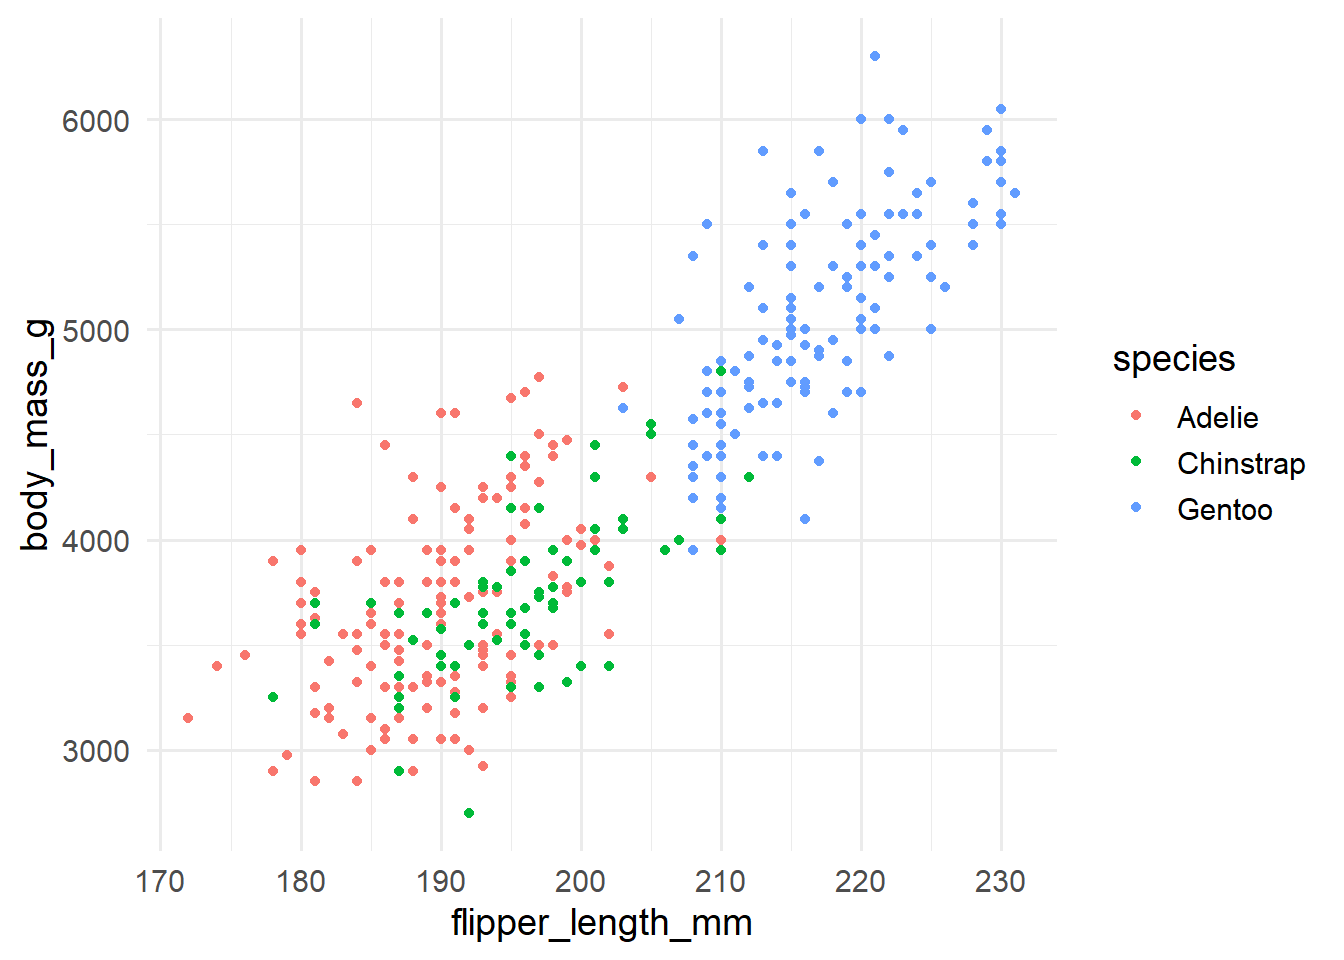 body_mass_g
6000
5000
4000
3000
170 180 190 200 210 220 230
flipper_length_mm
species
Adelie
Chinstrap
Gentoo